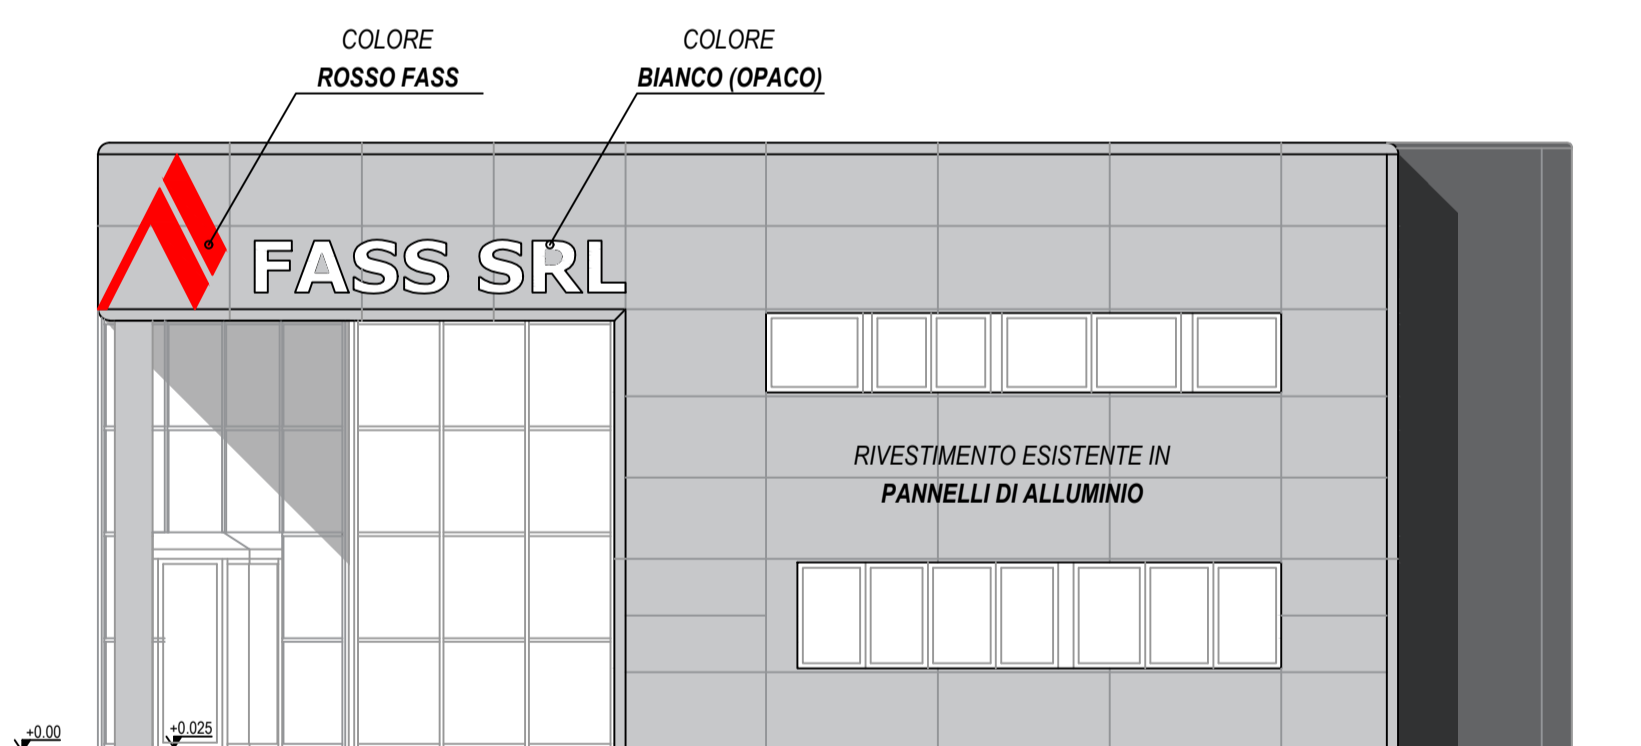 COLORE
ROSSO FASS
COLORE
BIANCO (OPACO)
FASS SRL
RIVESTIMENTO ESISTENTE IN
PANNELLI DI ALLUMINIO
+0.00
+0.025